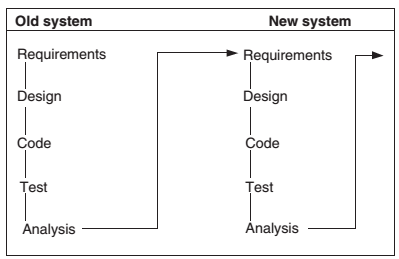 Old system New system
Requirements Requirements
Design Design
Code Code
Test Test
Analysis Analysis